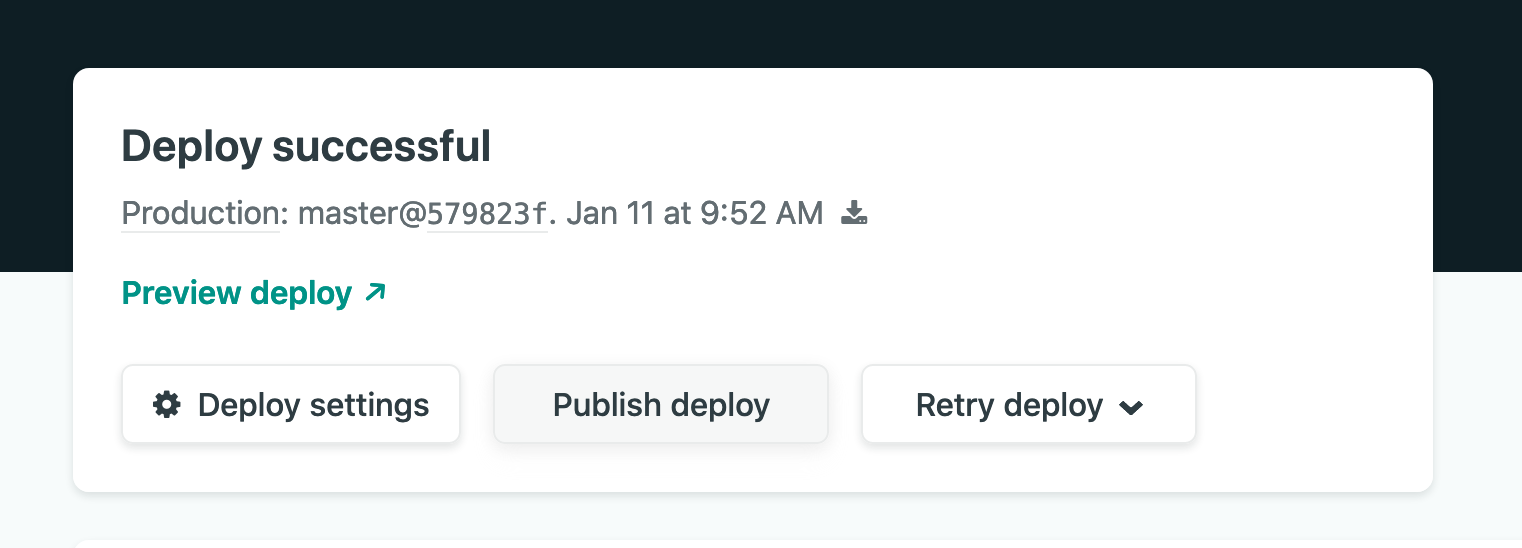 Deploy successful
Production: master@579823f. Jan 11 at 9:52 AM
Preview deploy
Deploy settings
Publish deploy
Retry deploy